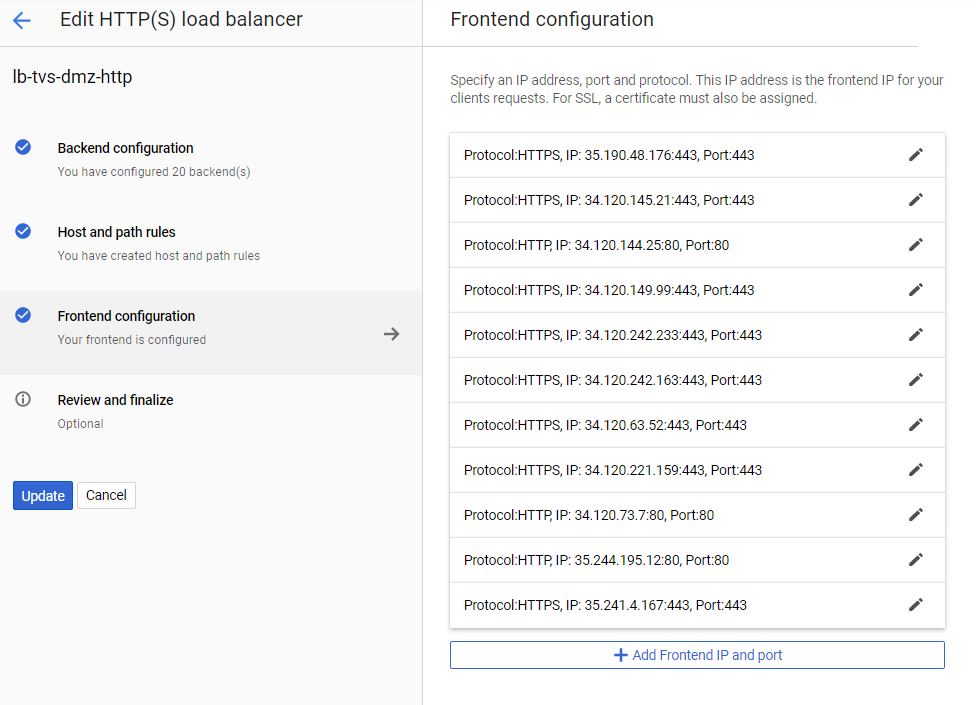 Edit HTTP(S) load balancer
lb-tvs-dmz-http
Backend configuration
You have configured 20 backend(s)
Host and path rules
You have created host and path rules
Frontend configuration
Your frontend is configured
Review and finalize
Optional
Update
Cancel
Frontend configuration
Specify an IP address, port and protocol. This IP address is the frontend IP for your
clients requests. For SSL, a certificate must also be assigned.
Protocol:HTTPS, IP: 35.190.48.176:443, Port:443
Protocol:HTTPS, IP: 34.120.145.21:443, Port:443
Protocol:HTTP, IP: 34.120.144.25:80, Port:80
Protocol:HTTPS, IP: 34.120.149.99:443, Port:443
Protocol:HTTPS, IP: 34.120.242.233:443, Port:443
Protocol:HTTPS, IP: 34.120.242.163:443, Port:443
Protocol:HTTPS, IP: 34.120.63.52:443, Port:443
Protocol:HTTPS, IP: 34.120.221.159:443, Port:443
Protocol:HTTP, IP: 34.120.73.7:80, Port:80
Protocol:HTTP, IP: 35.244.195.12:80, Port:80
Protocol:HTTPS, IP: 35.241.4.167:443, Port:443
Add Frontend IP and port